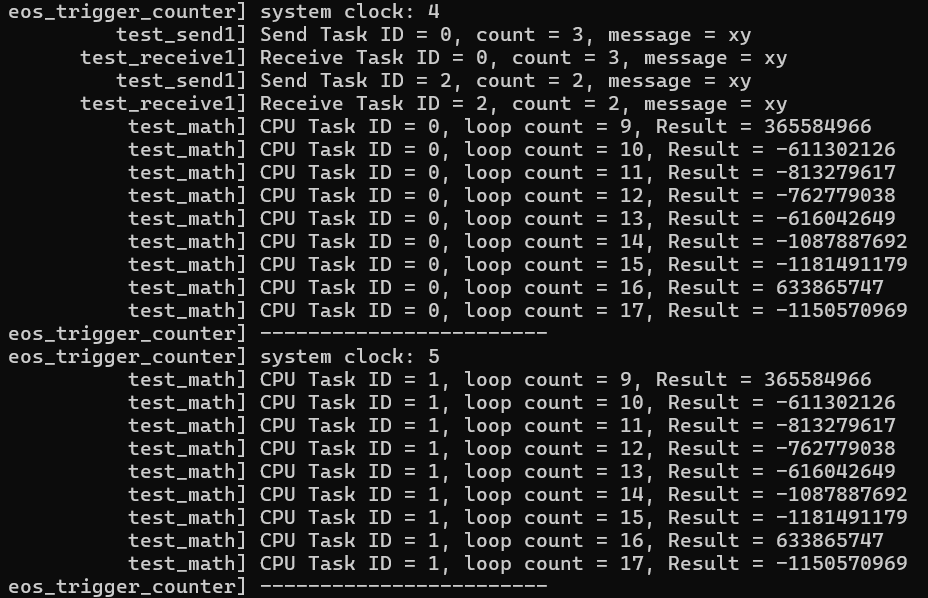 eos_trigger_counter] system clock: 4
test_send1] Send Task ID = 0, count = 3, message = xy
test_receive1] Receive Task ID = 0, count = 3, message = xy
test_send1] Send Task ID = 2, count = 2, message = xy
test_receive1] Receive Task ID = 2, count = 2, message = xy
test_math] CPU Task ID = 0, loop count = 9, Result = 365584966
test_math] CPU Task ID = 0, loop count = 10, Result = -611302126
test_math] CPU Task ID = 0, loop count = 11, Result = -813279617
test_math] CPU Task ID = 0, loop count = 12, Result = -762779038
test_math] CPU Task ID = 0, loop count = 13, Result = -616042649
test_math] CPU Task ID = 0, loop count = 14, Result = -1087887692
test_math] CPU Task ID = 0, loop count = 15, Result = -1181491179
test_math] CPU Task ID = 0, loop count = 16, Result = 633865747
test_math] CPU Task ID = 0, loop count = 17, Result = -1150570969
eos_trigger_counter] ------------------------
eos_trigger_counter] system clock: 5
test_math] CPU Task ID = 1, loop count = 9, Result = 365584966
test_math] CPU Task ID = 1, loop count = 10, Result = -611302126
test_math] CPU Task ID = 1, loop count = 11, Result = -813279617
test_math] CPU Task ID = 1, loop count = 12, Result = -762779038
test_math] CPU Task ID = 1, loop count = 13, Result = -616042649
test_math] CPU Task ID = 1, loop count = 14, Result = -1087887692
test_math] CPU Task ID = 1, loop count = 15, Result = -1181491179
test_math] CPU Task ID = 1, loop count = 16, Result = 633865747
test_math] CPU Task ID = 1, loop count = 17, Result = -1150570969
eos_trigger_counter] ------------------------